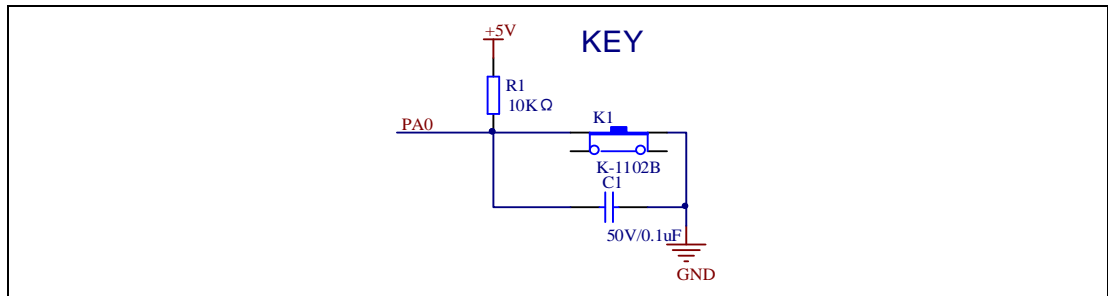 +5V
KEY
R1
10KΩ
PA0
K1
K-1102B
C1
50V/0.1uF
GND